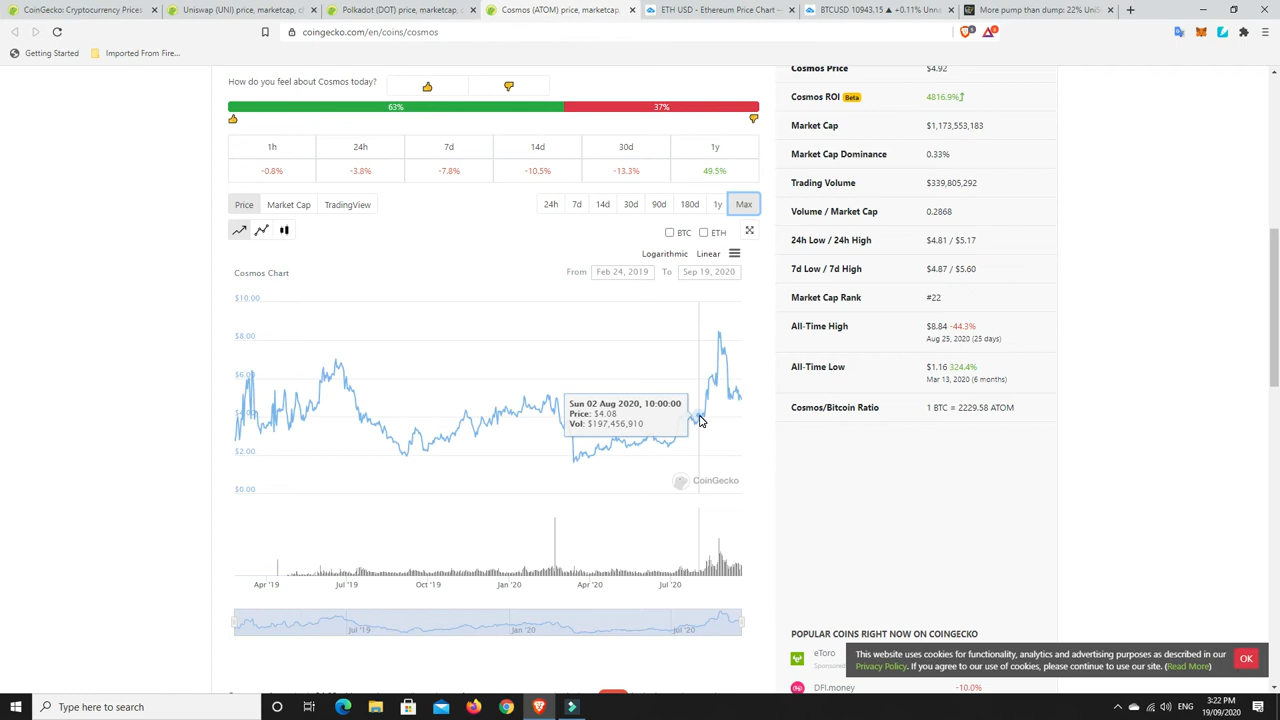 CoinGecko: Cryptocurrency Prices
Uniswap (UNI) price, marketcap, ch
Polkadot (DOT) price, marketcap, c
Cosmos (ATOM) price, marketcap,
ETH USD - Ethereum Price Chart —
BTCUSD 10943.15 ▲ +0.11% Unn
More pump than dump: 22% UniS
coingecko.com/en/coins/cosmos
Getting Started
Imported From Fire...
How do you feel about Cosmos today?
63%
37%
1h 24h 7d 14d 30d 1y
-0.8% -3.8% -7.8% -10.5% -13.3% 49.5%
Price Market Cap TradingView
24h 7d 14d 30d 90d 180d 1y Max
BTC ETH
Logarithmic Linear
Cosmos Chart
From Feb 24, 2019 To Sep 19, 2020
$10.00
$8.00
$6.00
$4.00
$2.00
$0.00
Sun 02 Aug 2020, 10:00:00
Price: $4.08
Vol: $197,456,910
CoinGecko
Apr '19 Jul '19 Oct '19 Jan '20 Apr '20 Jul '20
Jul '19 Jan '20 Jul '20
Cosmos Price $4.92
Cosmos ROI Beta 4816.9%
Market Cap $1,173,553,183
Market Cap Dominance 0.33%
Trading Volume $339,805,292
Volume / Market Cap 0.2868
24h Low / 24h High $4.81 / $5.17
7d Low / 7d High $4.87 / $5.60
Market Cap Rank #22
All-Time High $8.84 -44.3%
Aug 25, 2020 (25 days)
All-Time Low $1.16 324.4%
Mar 13, 2020 (6 months)
Cosmos/Bitcoin Ratio 1 BTC = 2229.58 ATOM
POPULAR COINS RIGHT NOW ON COINGECKO
eToro
Sponsored
DFI.money -10.0%
This website uses cookies for functionality, analytics and advertising purposes as described in our
Privacy Policy. If you agree to our use of cookies, please continue to use our site. (Read More)
OK
Type here to search
ENG
3:22 PM
19/09/2020